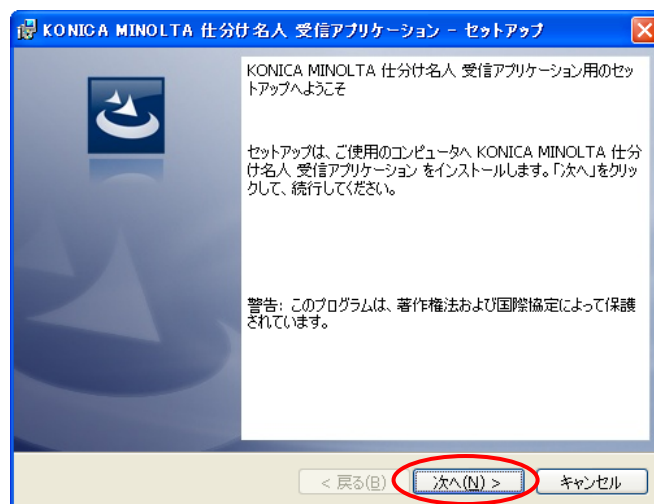 KONICA MINOLTA 仕分け名人 受信アプリケーション - セットアップ
KONICA MINOLTA 仕分け名人 受信アプリケーション用のセッ
トアップへようこそ
セットアップは、ご使用のコンピュータへ KONICA MINOLTA 仕分
け名人 受信アプリケーション をインストールします。「次へ」をクリッ
クして、続行してください。
警告: このプログラムは、著作権法および国際協定によって保護
されています。
< 戻る(B) 次へ(N) > キャンセル